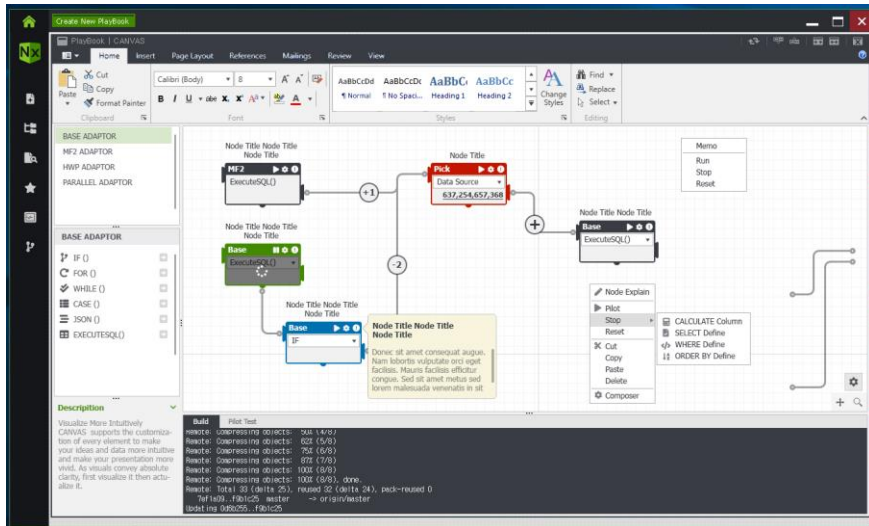 Create New PlayBook
Nx
PlayBook | CANVAS
Home Insert Page Layout References Mailings Review View
Paste
Cut
Copy
Format Painter
Clipboard
Calibri (Body) 8
B I U abe X, X' Aa
Font
AaBbCcDd AaBbCcDc AaBbC AaBbCc
¶ Normal ¶ No Spaci... Heading 1 Heading 2
Change
Styles
Styles
Find
Replace
Select
Editing
BASE ADAPTOR
MF2 ADAPTOR
HWP ADAPTOR
PARALLEL ADAPTOR
BASE ADAPTOR
IF ()
FOR ()
WHILE ()
CASE ()
JSON ()
EXECUTESQL()
Descripition
Visualize More Intuitively
CANVAS supports the customiza-
tion of every element to make
your ideas and data more intuitive
and make your presentation more
vivid. As visuals convey absolute
clarity, first visualize it then actu-
alize it.
Node Title Node Title
Node Title
MF2
ExecuteSQL()
+1
Node Title
Pick
Data Source
637,254,657,368
+
Node Title Node Title
Base
ExecuteSQL()
Node Title Node Title
Node Title
Base
ExecuteSQL()
-2
Node Title Node Title
Node Title
Base
IF
Node Title Node Title
Node Title
Donec sit amet consequat augue.
Nam lobortis vulputate orci eget
facilisis. Mauris facilisis efficitur
congue. Sed sit amet metus sed
lorem malesuada venenatis in sit
Memo
Run
Stop
Reset
Node Explain
Pilot
Stop
Reset
Cut
Copy
Paste
Delete
Composer
CALCULATE Column
SELECT Define
WHERE Define
ORDER BY Define
Build Pilot Test
Remote: Compressing objects: 50% (4/8)
Remote: Compressing objects: 62% (5/8)
Remote: Compressing objects: 75% (6/8)
Remote: Compressing objects: 87% (7/8)
Remote: Compressing objects: 100% (8/8)
Remote: Compressing objects: 100% (8/8), done.
Remote: Total 33 (delta 25), reused 32 (delta 24), pack-reused 0
7ef1a09..f9b1c25 master -> origin/master
Updating 0d6b255..f9b1c25